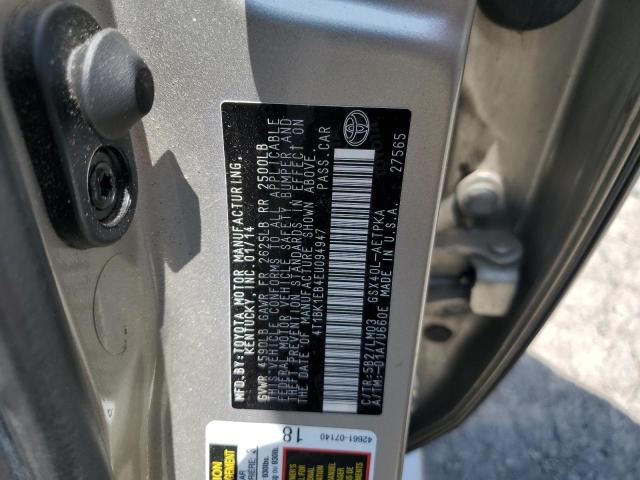 MFD.BY:TOYOTA MOTOR MANUFACTURING,
KENTUCKY, INC. 01/14
GVWR 4590LB GAWR FR 2625LB RR 2500LB
THIS VEHICLE CONFORMS TO ALL APPLICABLE
FEDERAL MOTOR VEHICLE SAFETY, BUMPER, AND
THEFT PREVENTION STANDARDS IN EFFECT ON
THE DATE OF MANUFACTURE SHOWN ABOVE.
4T1BK1EB4EU094947 PASS.CAR
C/TR:5B2/LM03 GSX40L-AETPKA
A/TM:-01A/U660E MADE IN U.S.A. 27565
18
42661-07140